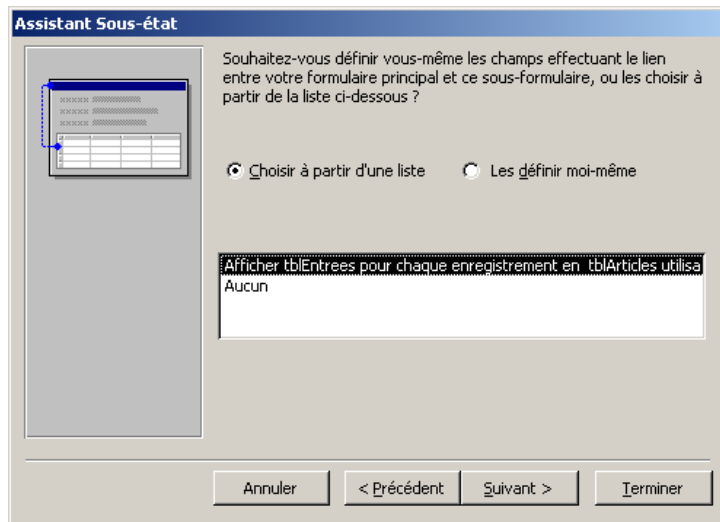 Assistant Sous-état
Souhaitez-vous définir vous-même les champs effectuant le lien
entre votre formulaire principal et ce sous-formulaire, ou les choisir à
partir de la liste ci-dessous ?
Choisir à partir d'une liste
Les définir moi-même
Afficher tblEntrees pour chaque enregistrement en tblArticles utilisa
Aucun
Annuler
< Précédent
Suivant >
Terminer